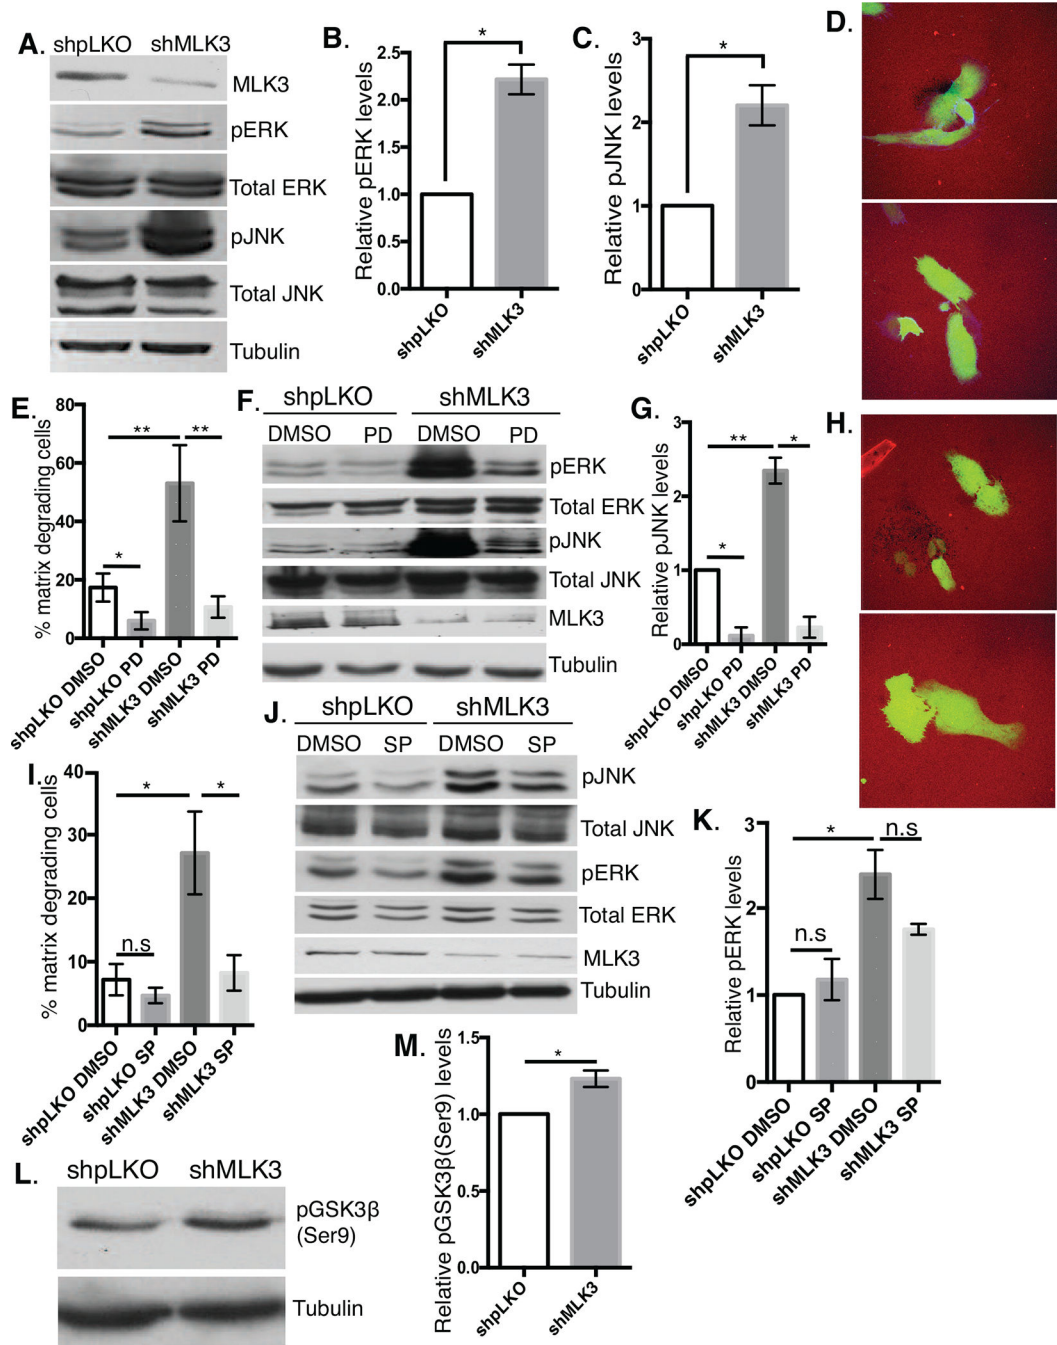 A.
shpLKO shMLK3
MLK3
pERK
Total ERK
pJNK
Total JNK
Tubulin
B.
Relative pERK levels
2.5
2.0
1.5
1.0
0.5
0.0
*
shpLKO
shMLK3
C.
Relative pJNK levels
3
2
1
0
*
shpLKO
shMLK3
D.
E.
% matrix degrading cells
80
60
40
20
0
** **
*
shpLKO DMSO
shpLKO PD
shMLK3 DMSO
shMLK3 PD
F.
shpLKO shMLK3
DMSO PD DMSO PD
pERK
Total ERK
pJNK
Total JNK
MLK3
Tubulin
G.
Relative pJNK levels
3
2
1
0
** *
*
shpLKO DMSO
shpLKO PD
shMLK3 DMSO
shMLK3 PD
H.
I.
% matrix degrading cells
40
30
20
10
0
* *
n.s
shpLKO DMSO
shpLKO SP
shMLK3 DMSO
shMLK3 SP
J.
shpLKO shMLK3
DMSO SP DMSO SP
pJNK
Total JNK
pERK
Total ERK
MLK3
Tubulin
K.
Relative pERK levels
3
2
1
0
* n.s
n.s
shpLKO DMSO
shpLKO SP
shMLK3 DMSO
shMLK3 SP
L.
shpLKO shMLK3
pGSK3β
(Ser9)
Tubulin
M.
Relative pGSK3β(Ser9) levels
1.5
1.0
0.5
0.0
*
shpLKO
shMLK3